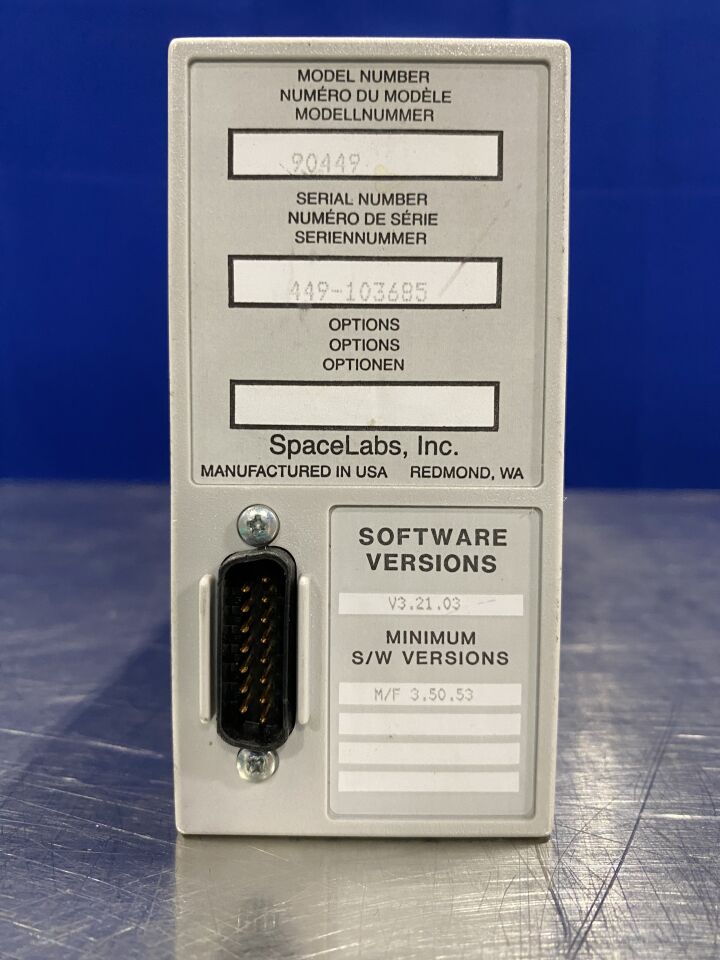 MODEL NUMBER
NUMÉRO DU MODÈLE
MODELLNUMMER
90449
SERIAL NUMBER
NUMÉRO DE SÉRIE
SERIENNUMMER
449-103685
OPTIONS
OPTIONS
OPTIONEN
SpaceLabs, Inc.
MANUFACTURED IN USA REDMOND, WA
SOFTWARE
VERSIONS
V3.21.03
MINIMUM
S/W VERSIONS
M/F 3.50.53